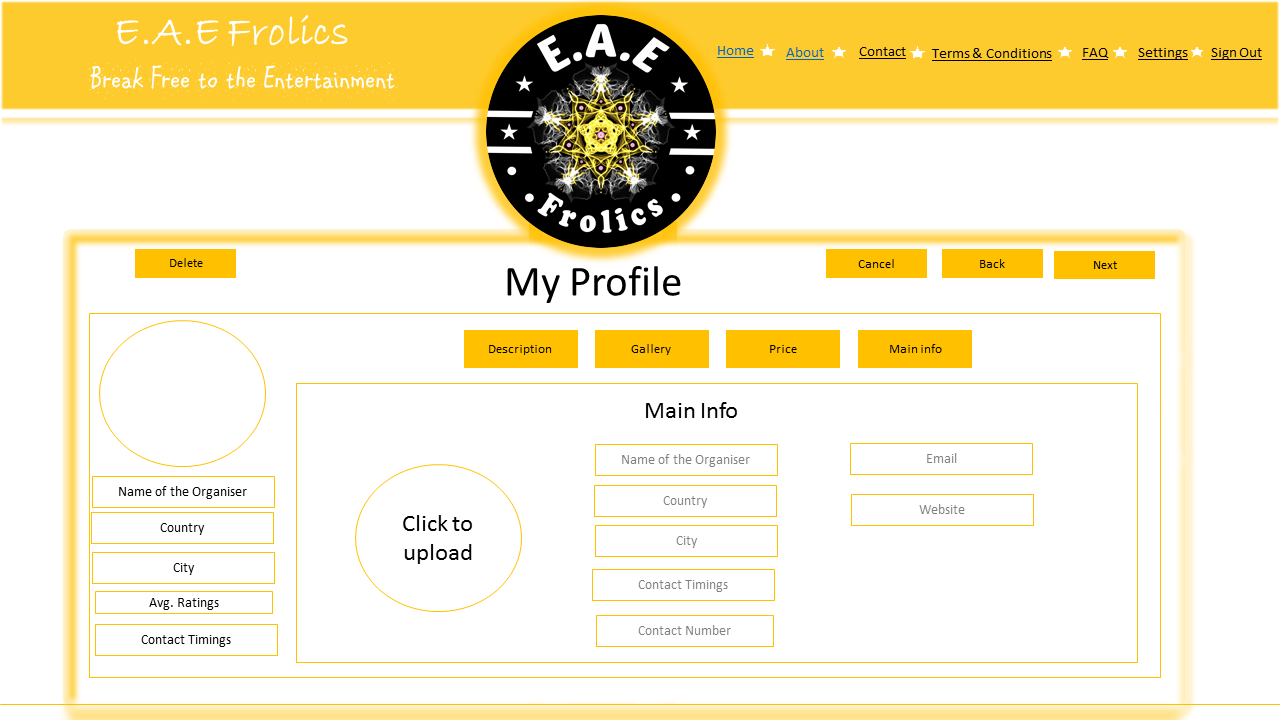 E.A.E Frolics
Break Free to the Entertainment
E.A.E
Frolics
Home
About
Contact
Terms & Conditions
FAQ
Settings
Sign Out
Delete
My Profile
Cancel
Back
Next
Description
Gallery
Price
Main info
Name of the Organiser
Country
City
Avg. Ratings
Contact Timings
Main Info
Click to
upload
Name of the Organiser
Country
City
Contact Timings
Contact Number
Email
Website